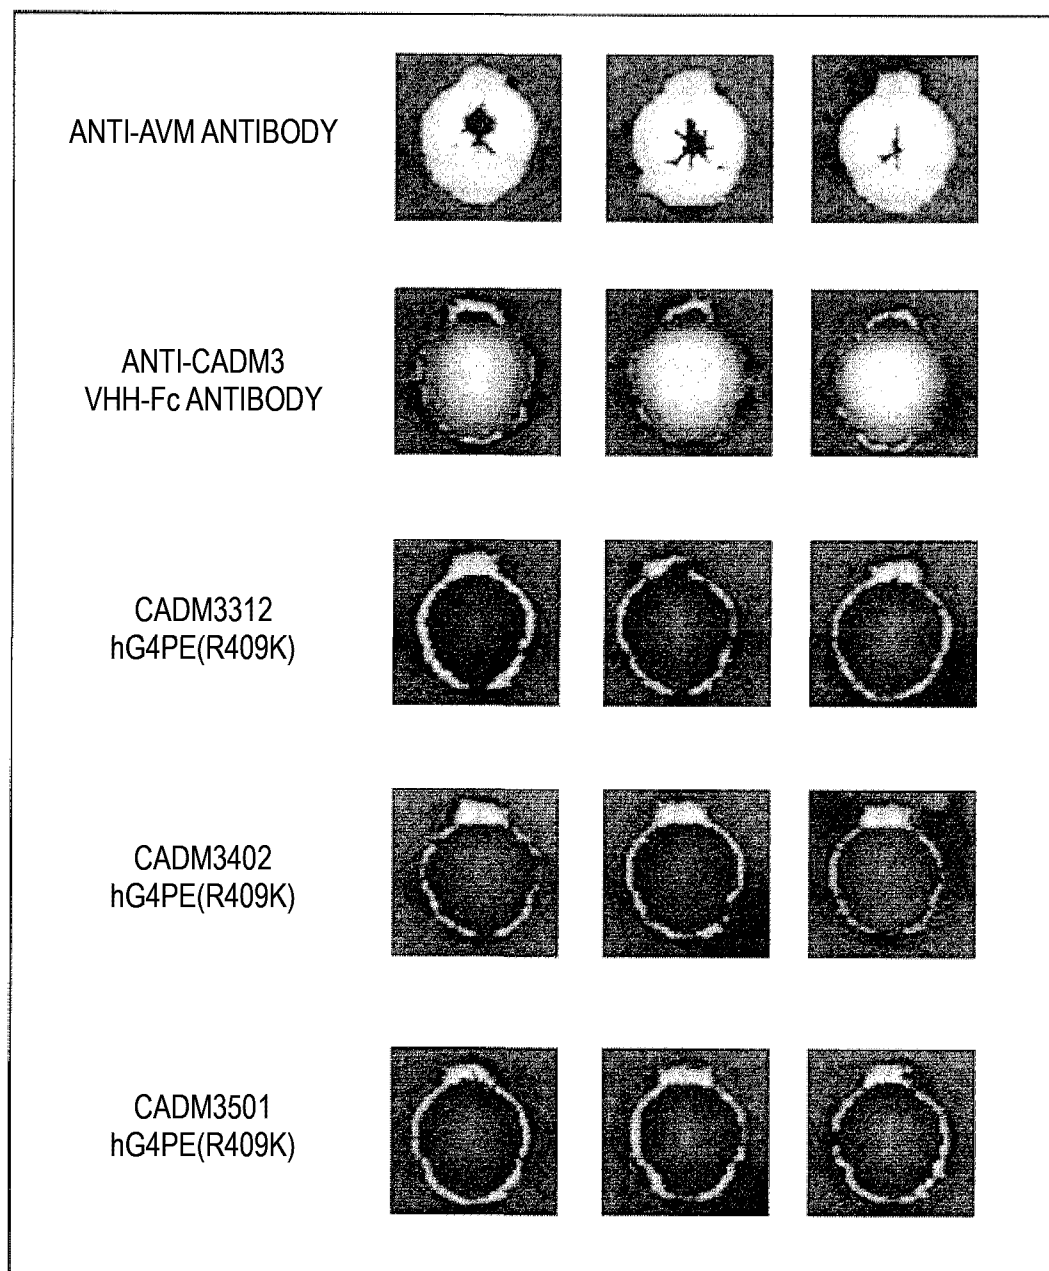 ANTI-AVM ANTIBODY
ANTI-CADM3
VHH-Fc ANTIBODY
CADM3312
hG4PE(R409K)
CADM3402
hG4PE(R409K)
CADM3501
hG4PE(R409K)